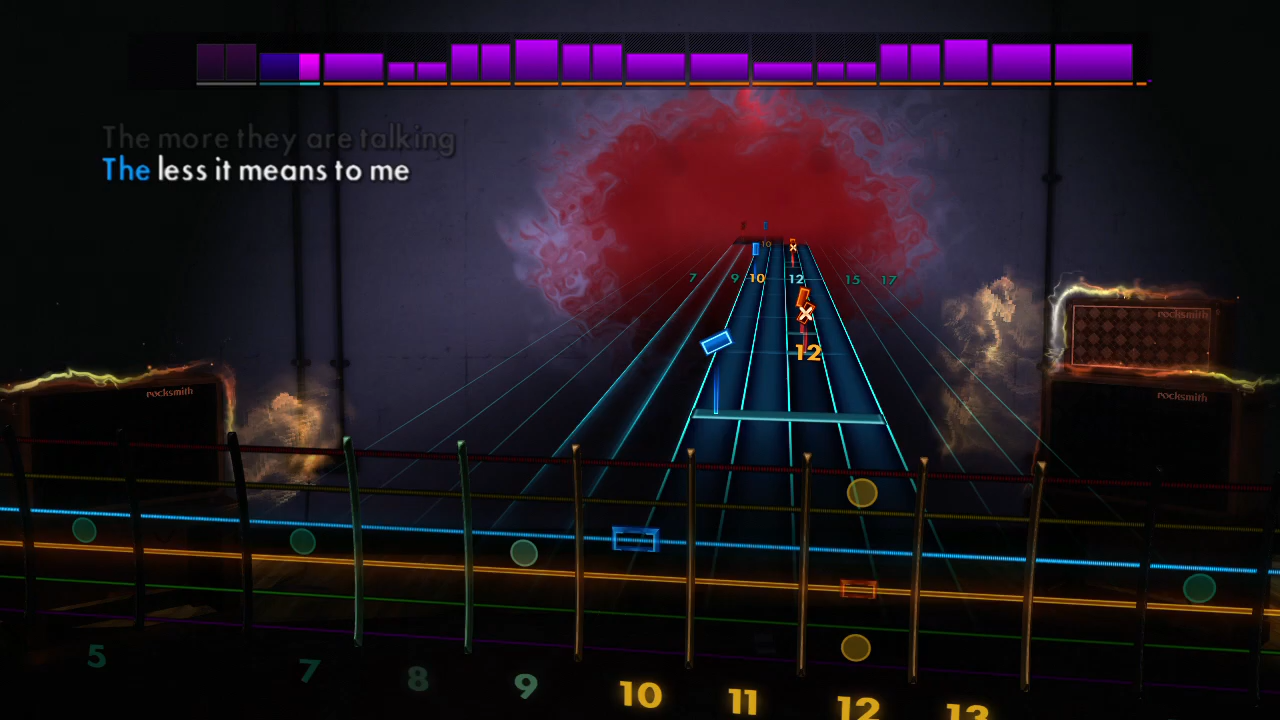 The more they are talking
The less it means to me
10
7 9 10 12 15 17
12
rocksmith
rocksmith
rocksmith
5 7 8 9 10 11 12 13